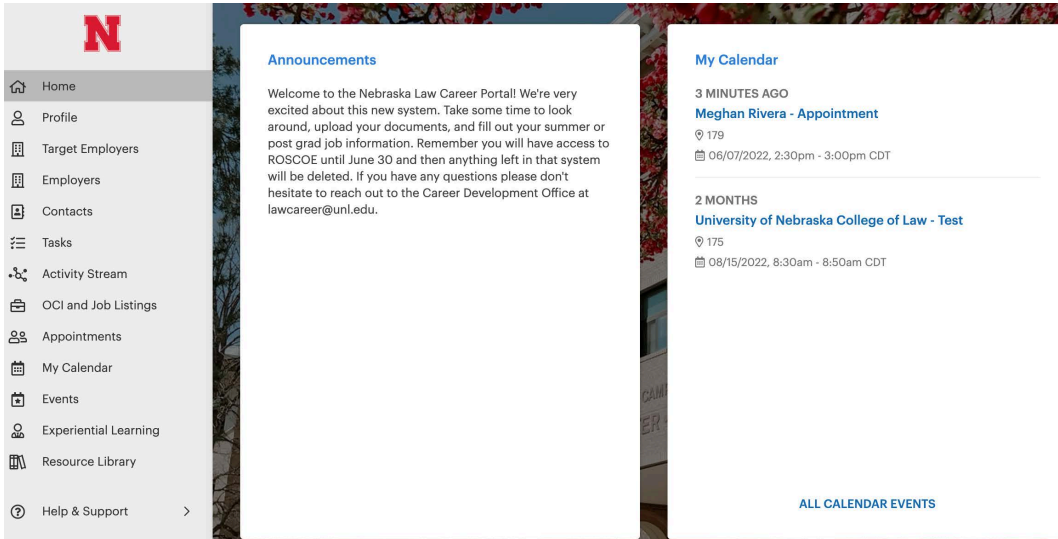 N
Home
Profile
Target Employers
Employers
Contacts
Tasks
Activity Stream
OCI and Job Listings
Appointments
My Calendar
Events
Experiential Learning
Resource Library
Help & Support
Announcements
Welcome to the Nebraska Law Career Portal! We're very
excited about this new system. Take some time to look
around, upload your documents, and fill out your summer or
post grad job information. Remember you will have access to
ROSCOE until June 30 and then anything left in that system
will be deleted. If you have any questions please don't
hesitate to reach out to the Career Development Office at
lawcareer@unl.edu.
My Calendar
3 MINUTES AGO
Meghan Rivera - Appointment
179
06/07/2022, 2:30pm - 3:00pm CDT
2 MONTHS
University of Nebraska College of Law - Test
175
08/15/2022, 8:30am - 8:50am CDT
ALL CALENDAR EVENTS